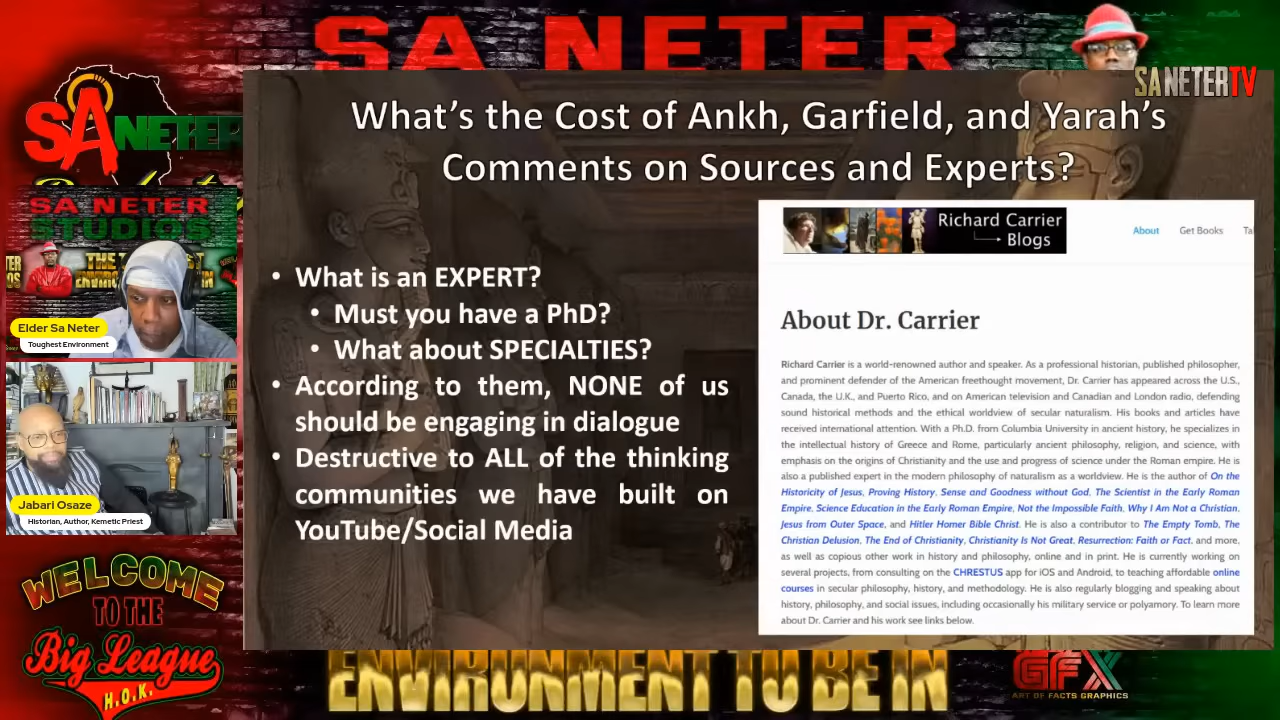 SA NETER
SA NETERTV
SA NETER
What's the Cost of Ankh, Garfield, and Yarah's
Comments on Sources and Experts?
SA NETER
STUDIOS
Elder Sa Neter
Toughest Environment
Jabari Osaze
Historian, Author, Kemetic Priest
WELCOME
TO THE
Big League
H.O.K.
• What is an EXPERT?
• Must you have a PhD?
• What about SPECIALTIES?
• According to them, NONE of us
should be engaging in dialogue
• Destructive to ALL of the thinking
communities we have built on
YouTube/Social Media
Richard Carrier
Blogs
About Get Books Ta
About Dr. Carrier
Richard Carrier is a world-renowned author and speaker. As a professional historian, published philosopher,
and prominent defender of the American freethought movement, Dr. Carrier has appeared across the U.S.,
Canada, the U.K., and Puerto Rico, and on American television and Canadian and London radio, defending
sound historical methods and the ethical worldview of secular naturalism. His books and articles have
received international attention. With a Ph.D. from Columbia University in ancient history, he specializes in
the intellectual history of Greece and Rome, particularly ancient philosophy, religion, and science, with
emphasis on the origins of Christianity and the use and progress of science under the Roman empire. He is
also a published expert in the modern philosophy of naturalism as a worldview. He is the author of On the
Historicity of Jesus, Proving History, Sense and Goodness without God, The Scientist in the Early Roman
Empire, Science Education in the Early Roman Empire, Not the Impossible Faith, Why I Am Not a Christian,
Jesus from Outer Space, and Hitler Homer Bible Christ. He is also a contributor to The Empty Tomb, The
Christian Delusion, The End of Christianity, Christianity Is Not Great, Resurrection: Faith or Fact, and more,
as well as copious other work in history and philosophy, online and in print. He is currently working on
several projects, from consulting on the CHRESTUS app for iOS and Android, to teaching affordable online
courses in secular philosophy, history, and methodology. He is also regularly blogging and speaking about
history, philosophy, and social issues, including occasionally his military service or polyamory. To learn more
about Dr. Carrier and his work see links below.
ENVIRONMENT TO BE IN
GFX
ART OF FACTS GRAPHICS